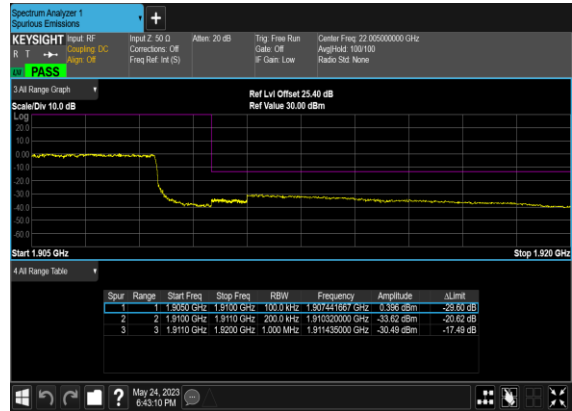 Spectrum Analyzer 1
Spurious Emissions
KEYSIGHT Input: RF Input Z: 50 Ω Atten: 20 dB Trig: Free Run Center Freq: 22.005000000 GHz
R T Coupling: DC Corrections: Off Gate: Off Avg|Hold: 100/100
Align: Off Freq Ref: Int (S) IF Gain: Low Radio Std: None
LW PASS
3 All Range Graph
Ref Lvl Offset 25.40 dB
Scale/Div 10.0 dB Ref Value 30.00 dBm
Log
20.0
10.0
0.00
-10.0
-20.0
-30.0
-40.0
-50.0
-60.0
Start 1.905 GHz Stop 1.920 GHz
4 All Range Table
Spur Range Start Freq Stop Freq RBW Frequency Amplitude ΔLimit
1 1 1.9050 GHz 1.9100 GHz 100.0 kHz 1.907441667 GHz 0.396 dBm -29.60 dB
2 2 1.9100 GHz 1.9110 GHz 200.0 kHz 1.910320000 GHz -33.62 dBm -20.62 dB
3 3 1.9110 GHz 1.9200 GHz 1.000 MHz 1.911435000 GHz -30.49 dBm -17.49 dB
? May 24, 2023
6:43:10 PM